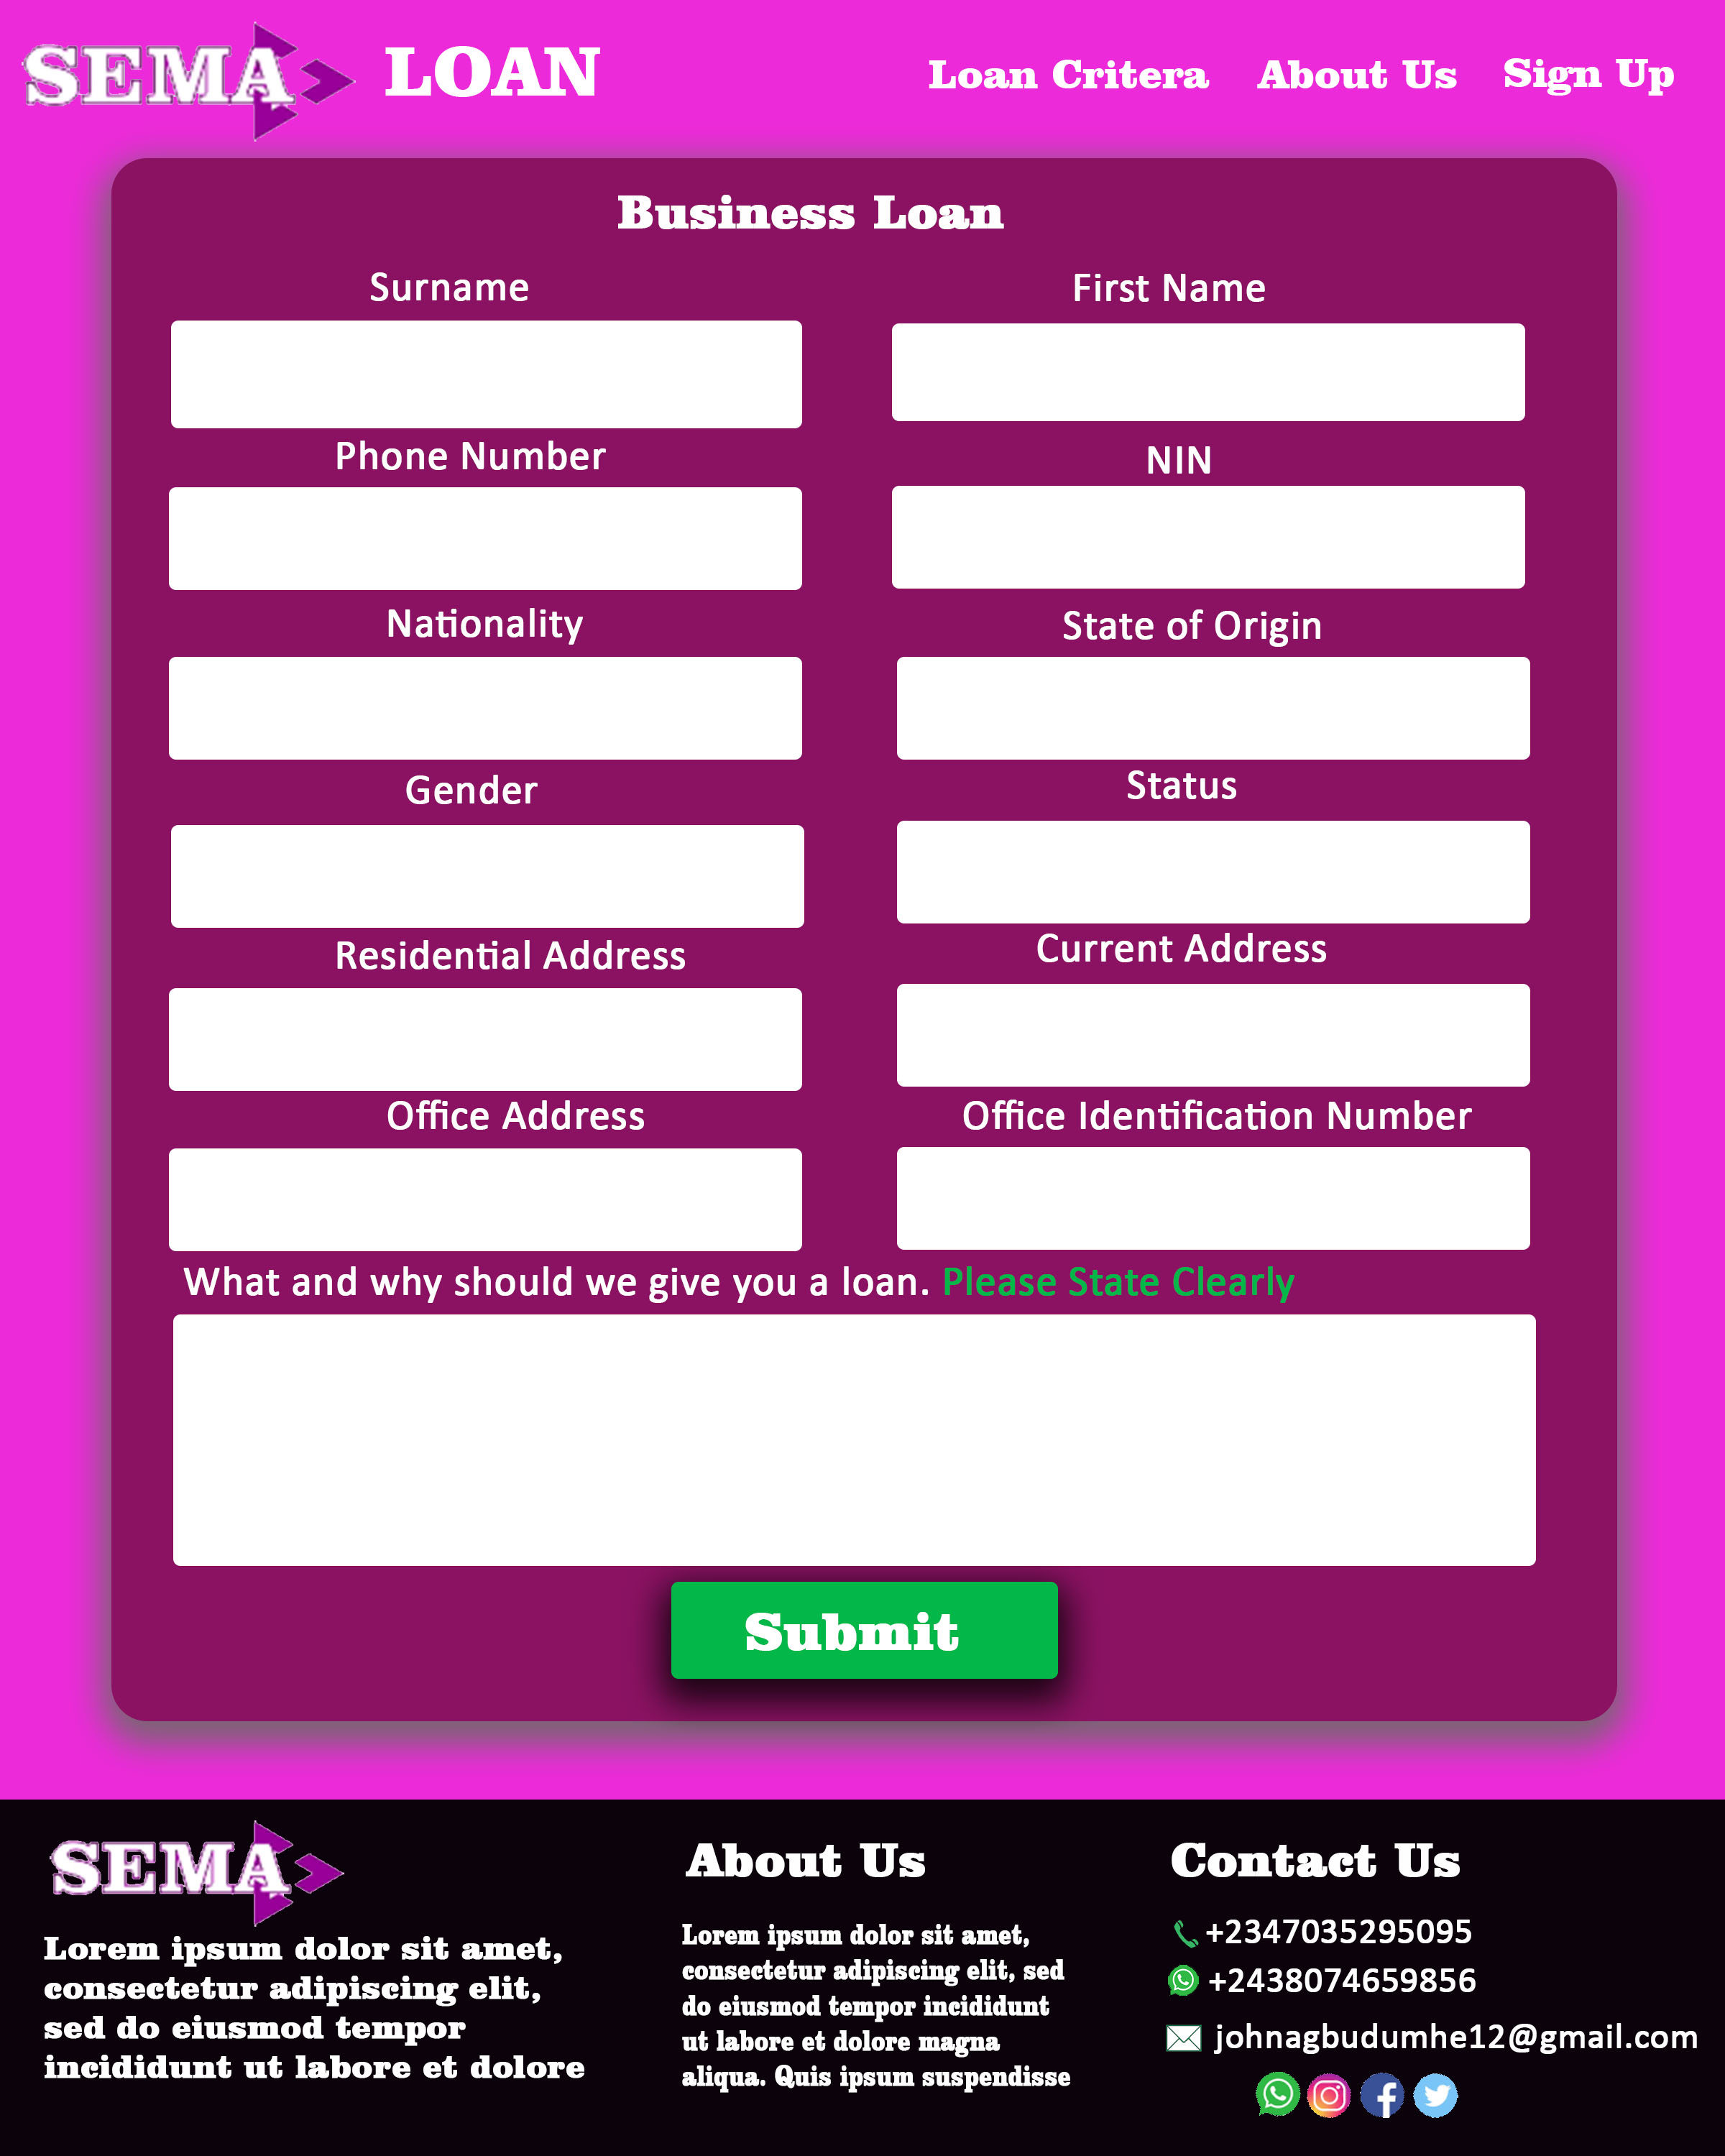 SEMA LOAN
Loan Critera About Us Sign Up
Business Loan
Surname First Name
Phone Number NIN
Nationality State of Origin
Gender Status
Residential Address Current Address
Office Address Office Identification Number
What and why should we give you a loan. Please State Clearly
Submit
SEMA
Lorem ipsum dolor sit amet,
consectetur adipiscing elit,
sed do eiusmod tempor
incididunt ut labore et dolore
About Us
Lorem ipsum dolor sit amet,
consectetur adipiscing elit, sed
do eiusmod tempor incididunt
ut labore et dolore magna
aliqua. Quis ipsum suspendisse
Contact Us
+2347035295095
+2438074659856
johnagbudumhe12@gmail.com